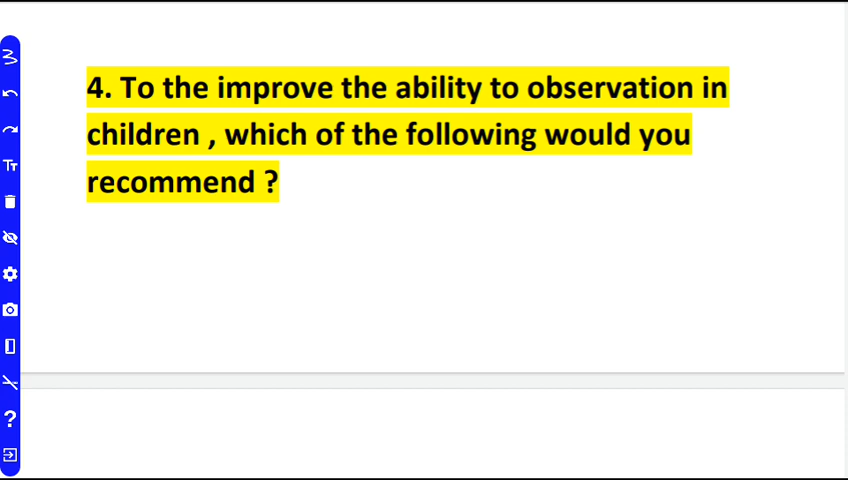 4. To the improve the ability to observation in
children , which of the following would you
recommend ?